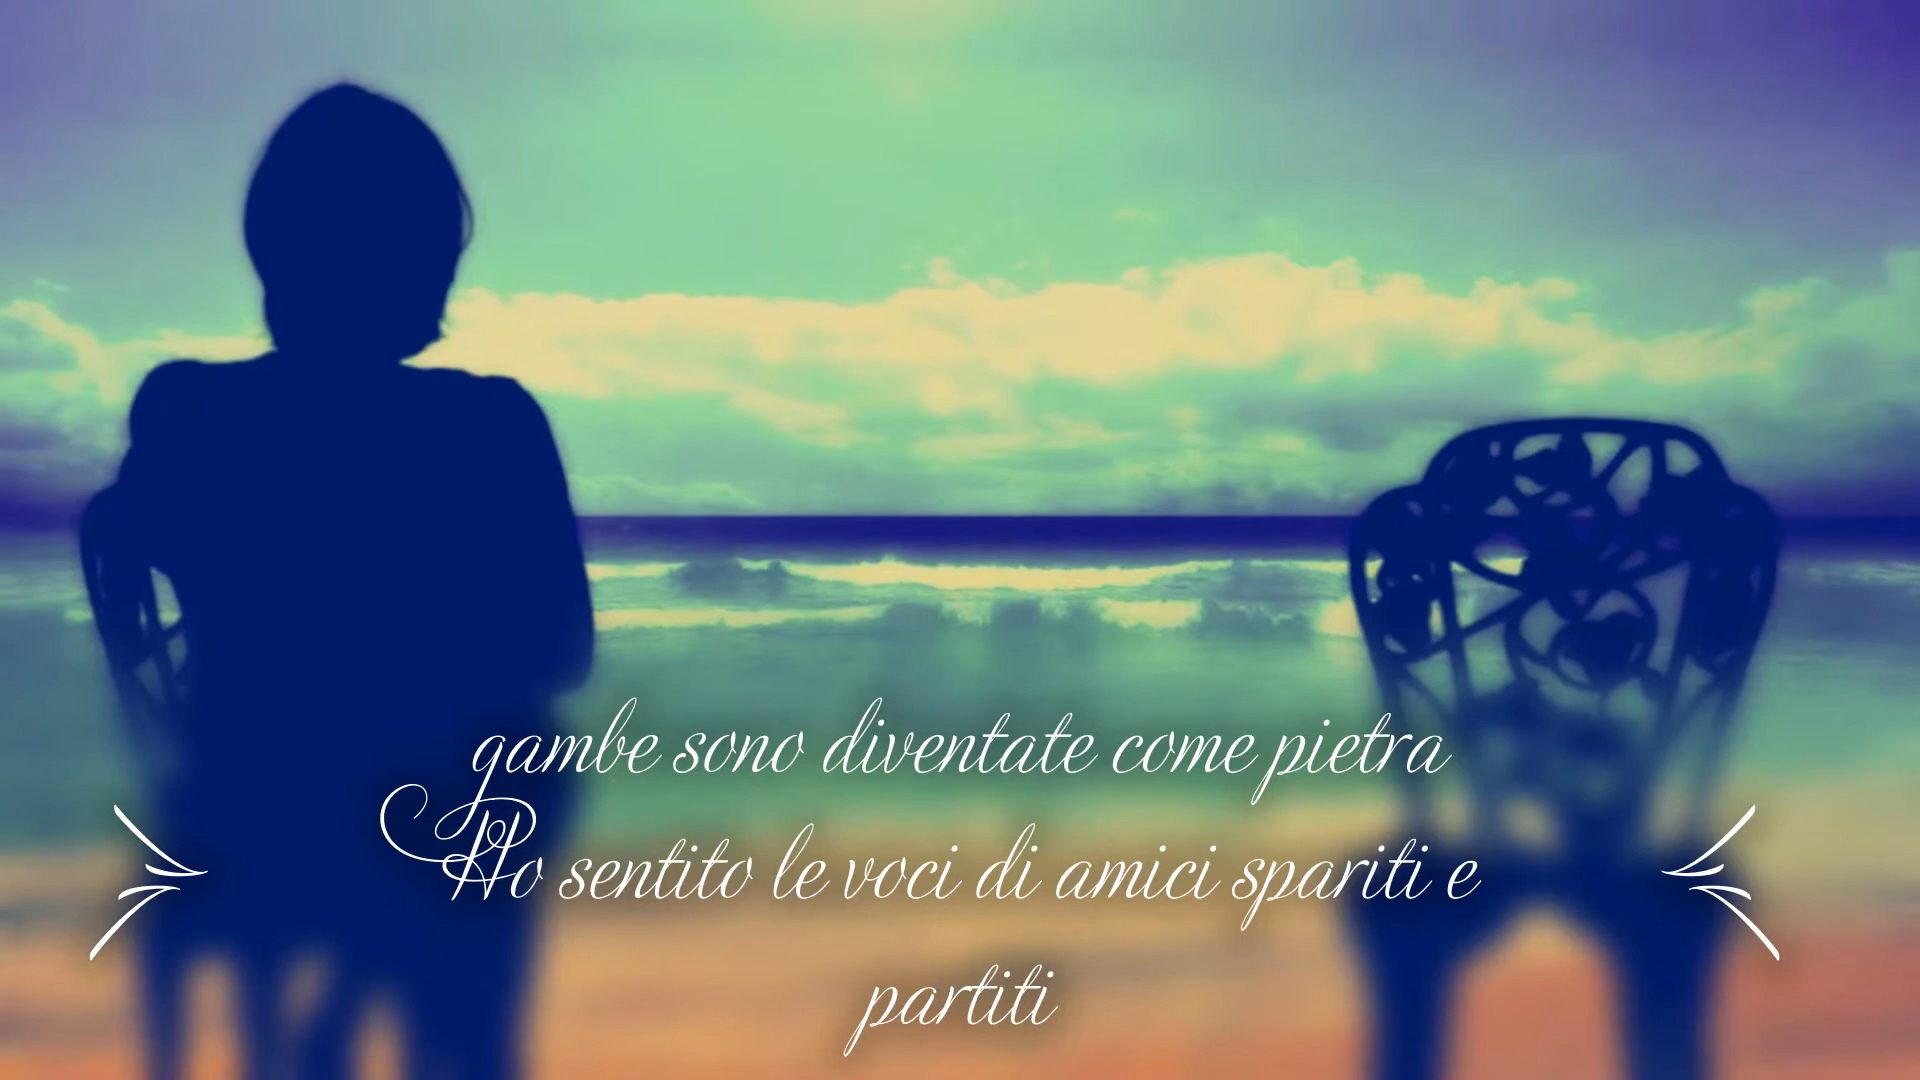 gambe sono diventate come pietra
Ho sentito le voci di amici spariti e
partiti